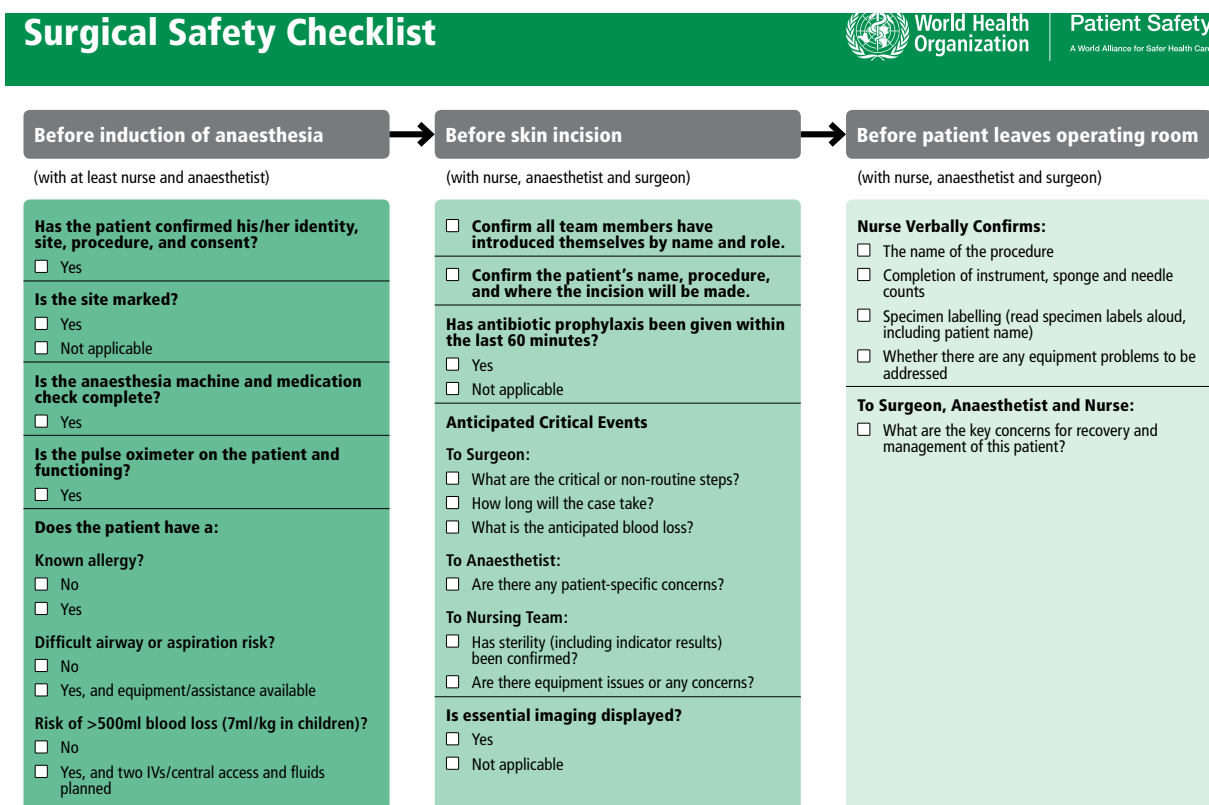 Surgical Safety Checklist
World Health
Organization
Patient Safety
A World Alliance for Safer Health Care
Before induction of anaesthesia
(with at least nurse and anaesthetist)
Has the patient confirmed his/her identity,
site, procedure, and consent?
Yes
Is the site marked?
Yes
Not applicable
Is the anaesthesia machine and medication
check complete?
Yes
Is the pulse oximeter on the patient and
functioning?
Yes
Does the patient have a:
Known allergy?
No
Yes
Difficult airway or aspiration risk?
No
Yes, and equipment/assistance available
Risk of >500ml blood loss (7ml/kg in children)?
No
Yes, and two IVs/central access and fluids
planned
Before skin incision
(with nurse, anaesthetist and surgeon)
Confirm all team members have
introduced themselves by name and role.
Confirm the patient's name, procedure,
and where the incision will be made.
Has antibiotic prophylaxis been given within
the last 60 minutes?
Yes
Not applicable
Anticipated Critical Events
To Surgeon:
What are the critical or non-routine steps?
How long will the case take?
What is the anticipated blood loss?
To Anaesthetist:
Are there any patient-specific concerns?
To Nursing Team:
Has sterility (including indicator results)
been confirmed?
Are there equipment issues or any concerns?
Is essential imaging displayed?
Yes
Not applicable
Before patient leaves operating room
(with nurse, anaesthetist and surgeon)
Nurse Verbally Confirms:
The name of the procedure
Completion of instrument, sponge and needle
counts
Specimen labelling (read specimen labels aloud,
including patient name)
Whether there are any equipment problems to be
addressed
To Surgeon, Anaesthetist and Nurse:
What are the key concerns for recovery and
management of this patient?